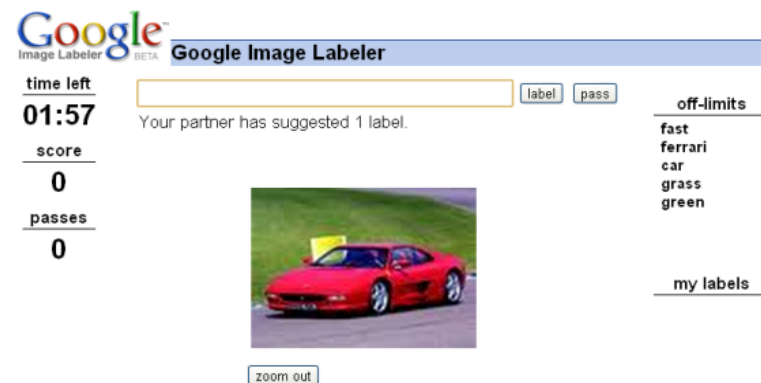 Google
Image Labeler BETA
Google Image Labeler
time left
01:57
score
0
passes
0
label
pass
Your partner has suggested 1 label.
zoom out
off-limits
fast
ferrari
car
grass
green
my labels